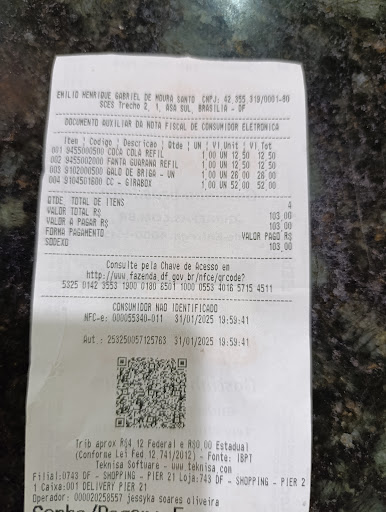 EMILIO HENRIQUE GABRIEL DE MOURA SANTO CNPJ: 42.355.319/0001-80
SCES Trecho 2, 1, ASA SUL, BRASILIA - DF
DOCUMENTO AUXILIAR DA NOTA FISCAL DE CONSUMIDOR ELETRONICA
Item | Codigo | Descricao | Qtde | UN | Vl.Unit | Vl.Tot
001 9455000500 COCA COLA REFIL 1,00 UN 12,50 12,50
002 9455002000 FANTA GUARANA REFIL 1,00 UN 12,50 12,50
003 9102000500 GALO DE BRIGA - UN 1,00 UN 26,00 26,00
004 9104501600 CC - GIRABOX 1,00 UN 52,00 52,00
QTDE. TOTAL DE ITENS 4
VALOR TOTAL R$ 103,00
VALOR A PAGAR R$ 103,00
FORMA PAGAMENTO VALOR PAGO R$
SODEXO 103,00
Consulte pela Chave de Acesso em
http://www.fazenda.df.gov.br/nfce/qrcode?
5325 0142 3553 1900 0180 6501 1000 0553 4016 5715 4511
CONSUMIDOR NAO IDENTIFICADO
NFC-e: 000055340-011 31/01/2025 19:59:41
Aut.: 253250057125763 31/01/2025 19:59:41
Trib aprox R$4,12 Federal e R$0,00 Estadual
(Conforme Lei Fed 12.741/2012) - Fonte: IBPT
Teknisa Software - www.teknisa.com
Filial:0743 DF - SHOPPING - PIER 21 Loja:743 DF - SHOPPING - PIER 2
1 Caixa:001 DELIVERY PIER 21
Operador: 000020258557 jessyka soares oliveira